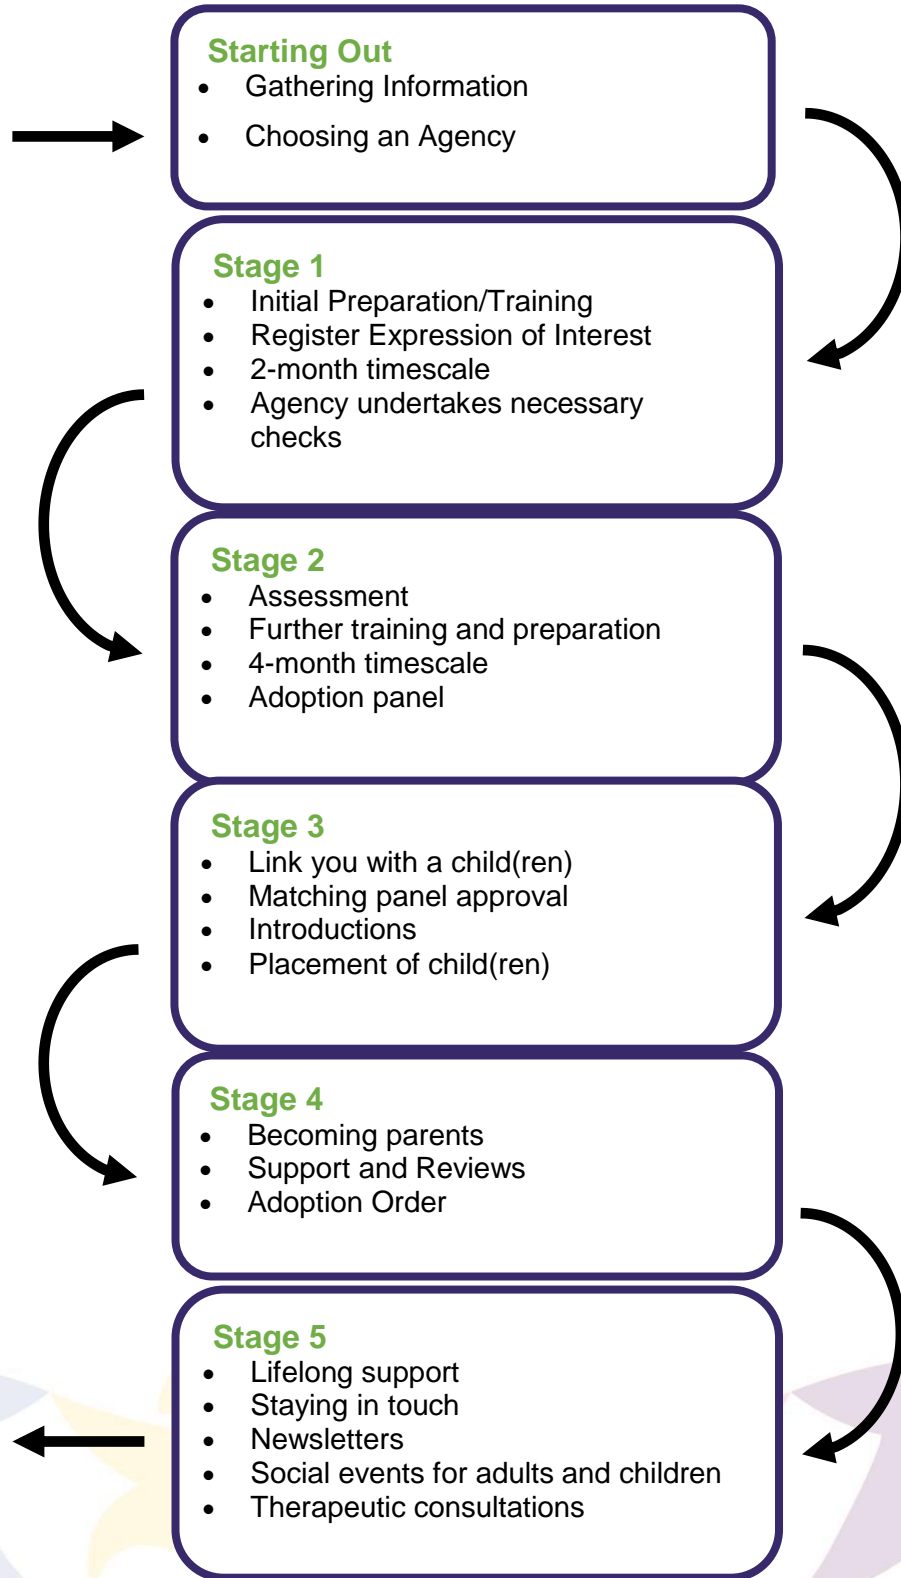 Starting Out
• Gathering Information
• Choosing an Agency
Stage 1
• Initial Preparation/Training
• Register Expression of Interest
• 2-month timescale
• Agency undertakes necessary
checks
Stage 2
• Assessment
• Further training and preparation
• 4-month timescale
• Adoption panel
Stage 3
• Link you with a child(ren)
• Matching panel approval
• Introductions
• Placement of child(ren)
Stage 4
• Becoming parents
• Support and Reviews
• Adoption Order
Stage 5
• Lifelong support
• Staying in touch
• Newsletters
• Social events for adults and children
• Therapeutic consultations